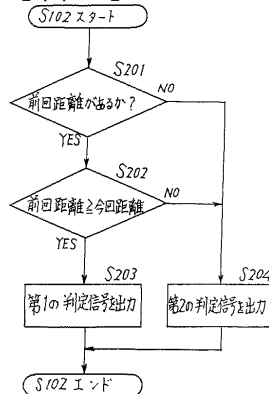 S102 スタート
S201
前回距離があるか?
NO
YES
S202
前回距離≧今回距離
NO
YES
S203
S204
第1の判定信号を出力
第2の判定信号を出力
S102 エンド